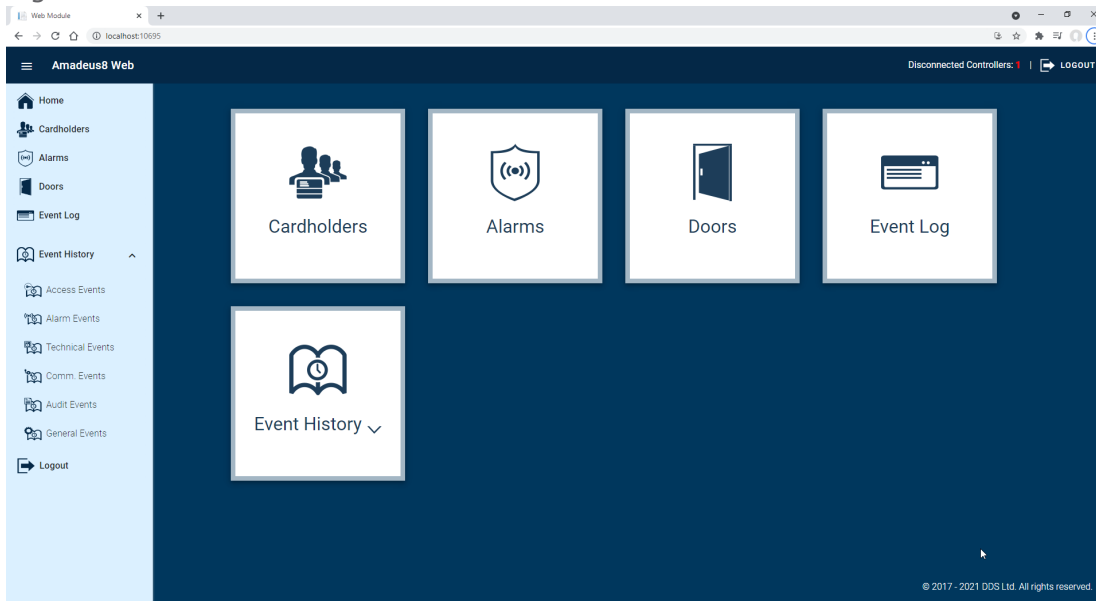 Web Module
localhost:10695
Amadeus8 Web
Disconnected Controllers: 1 | LOGOUT
Home
Cardholders
Alarms
Doors
Event Log
Event History
Access Events
Alarm Events
Technical Events
Comm. Events
Audit Events
General Events
Logout
Cardholders
Alarms
Doors
Event Log
Event History
© 2017 - 2021 DDS Ltd. All rights reserved.